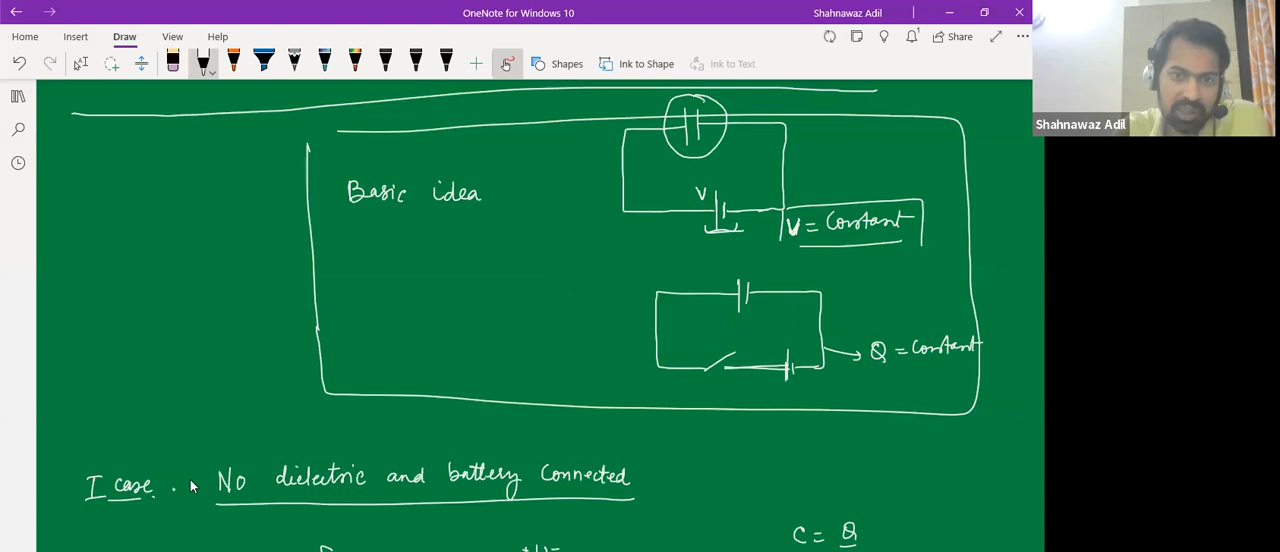 OneNote for Windows 10
Shahnawaz Adil
Home Insert Draw View Help
Share
Shapes Ink to Shape Ink to Text
Shahnawaz Adil
Basic idea
V
V = Constant
Q = Constant
I case . No dielectric and battery Connected
C = Q